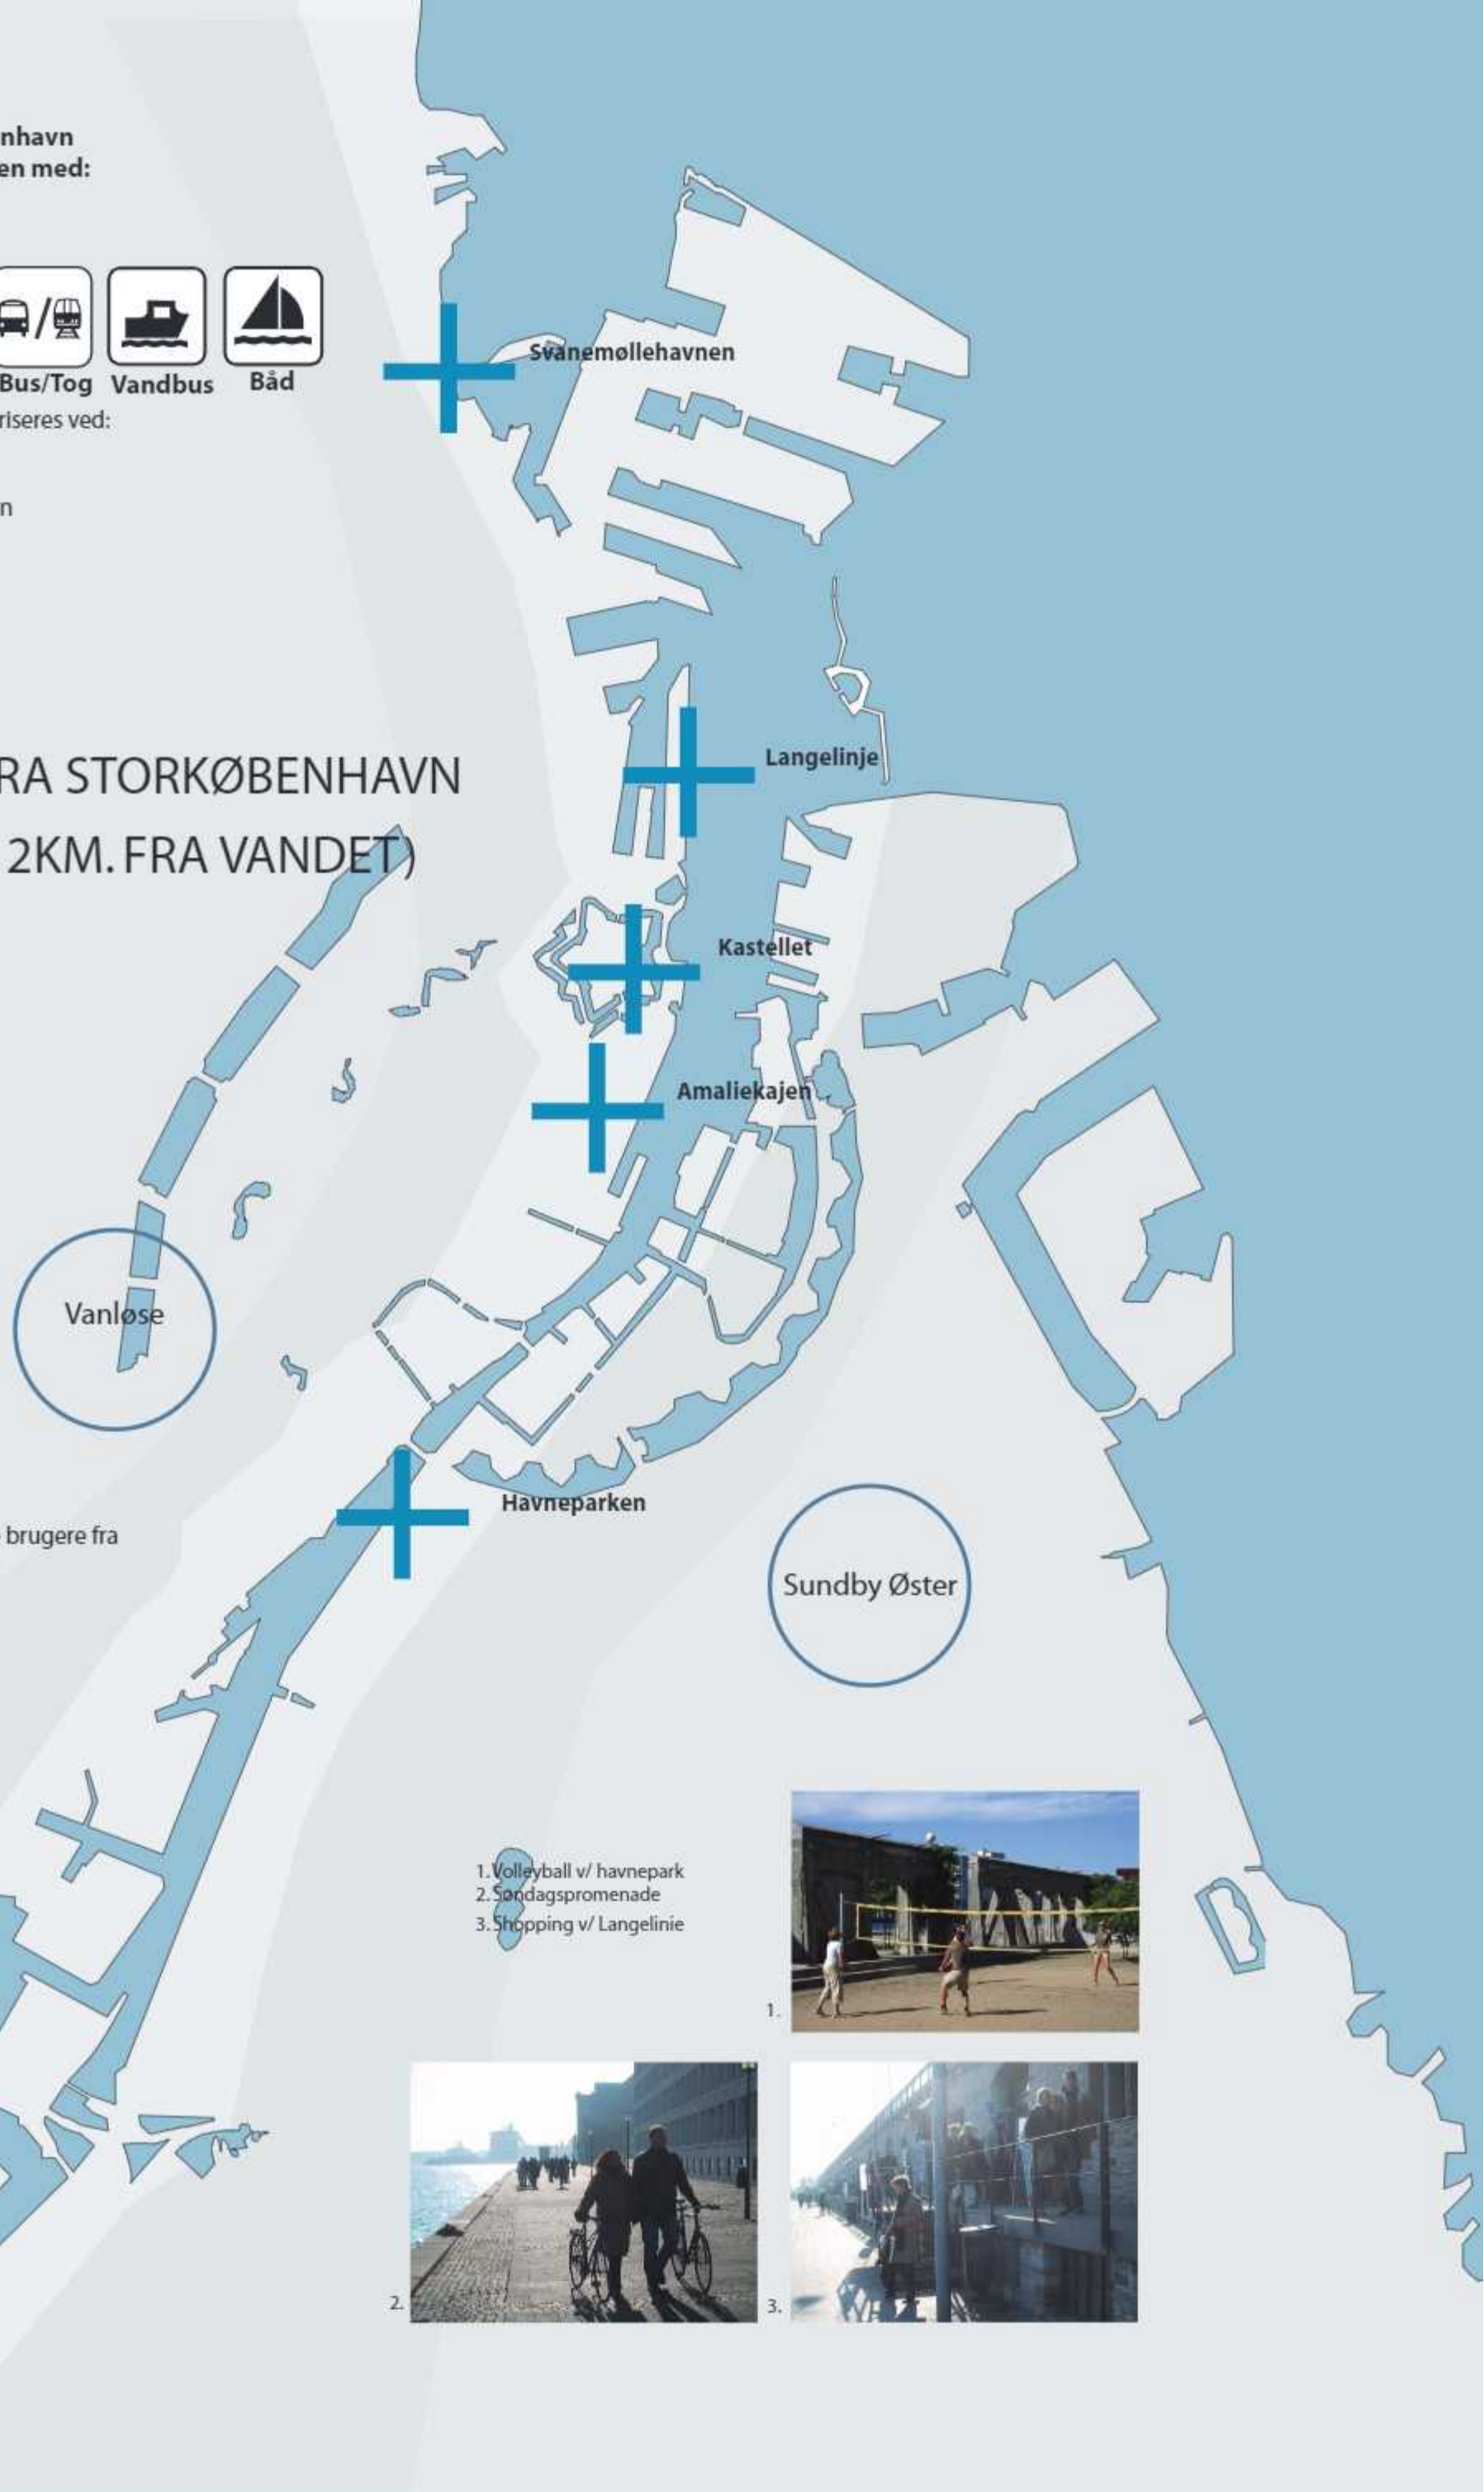 nhavn
en med:
Bus/Tog Vandbus Båd
riseres ved:
Svanemøllehavnen
n
RA STORKØBENHAVN
2KM. FRA VANDET)
Langelinje
Kastellet
Amaliekajen
Vanløse
Havneparken
brugere fra
Sundby Øster
1. Volleyball v/ havnepark
2. Søndagspromenade
3. Shopping v/ Langelinie
1.
2.
3.